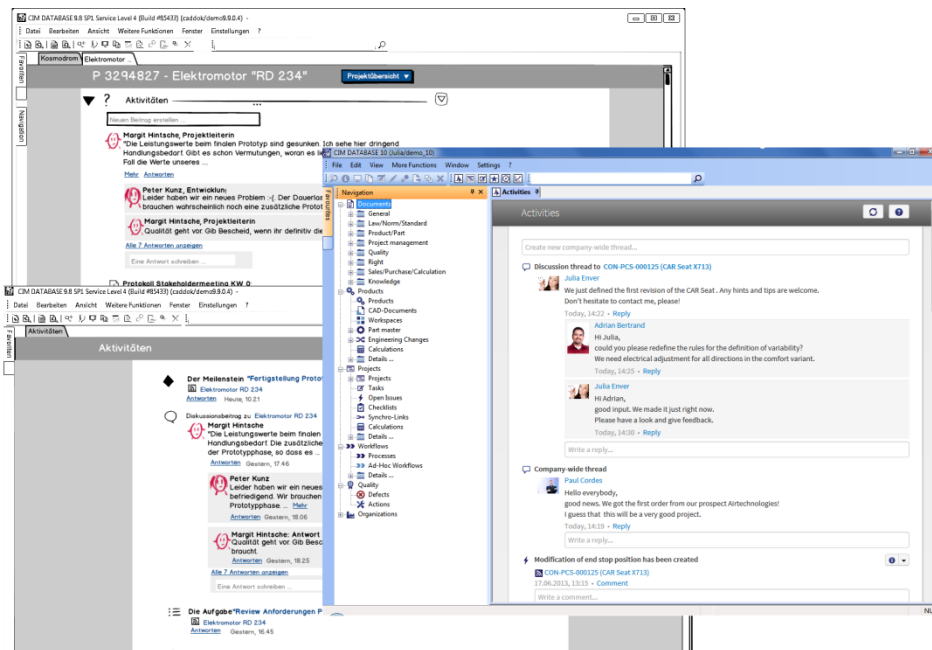 CIM DATABASE 9.8 SP1 Service Level 4 (Build #85433) (caddok/demo9.9.0.4) -
Datei Bearbeiten Ansicht Weitere Funktionen Fenster Einstellungen ?
Favoriten
Navigation
Kosmodrom
Elektromotor ...
P 3294827 - Elektromotor "RD 234"
Projektübersicht
? Aktivitäten
...
Neuen Beitrag erstellen ...
Margit Hintsche, Projektleiterin
"Die Leistungswerte beim finalen Prototyp sind gesunken. Ich sehe hier dringend
Handlungsbedarf Gibt es schon Vermutungen, woran es lie
Fall die Werte unseres ...
Mehr Antworten
Peter Kunz, Entwicklun
Leider haben wir ein neues Problem :-(. Der Dauerlos
brauchen wahrscheinlich noch eine zusätzliche Protot
Margit Hintsche, Projektleiterin
Qualität geht vor. Gib Bescheid, wenn ihr definitiv die
Alle 7 Antworten anzeigen
Eine Antwort schreiben ...
Protokoll Stakeholdermeeting KW 0
CIM DATABASE 9.8 SP1 Service Level 4 (Build #85433) (caddok/demo9.9.0.4) -
Datei Bearbeiten Ansicht Weitere Funktionen Fenster Einstellungen ?
Favoriten
Aktivitäten
Aktivitäten
Der Meilenstein "Fertigstellung Proto
Elektromotor RD 234
Antworten Heute, 10.21
Diskussionsbeitrag zu Elektromotor RD 234
Margit Hintsche
"Die Leistungswerte beim finalen
Handlungsbedarf Die zusätzliche
der Prototypphase, so dass es ...
Antworten Gestern, 17.46
Peter Kunz
Leider haben wir ein neues
befriedigend. Wir brauchen
Prototypphase. ... Mehr
Antworten Gestern, 18.06
Margit Hintsche: Antwort
Qualität geht vor. Gib Besc
braucht.
Antworten Gestern, 18.25
Alle 7 Antworten anzeigen
Eine Antwort schreiben ...
Die Aufgabe "Review Anforderungen P
Elektromotor RD 234
Antworten Gestern, 16.45
CIM DATABASE 10 (Julia/demo_10)
File Edit View More Functions Window Settings ?
Favourites
Navigation
Documents
General
Law/Norm/Standard
Product/Part
Project management
Quality
Right
Sales/Purchase/Calculation
Knowledge
Products
Products
CAD-Documents
Workspaces
Part master
Engineering Changes
Calculations
Details ...
Projects
Projects
Tasks
Open Issues
Checklists
Synchro-Links
Calculations
Details ...
Workflows
Processes
Ad-Hoc Workflows
Details ...
Quality
Defects
Actions
Organizations
Activities
Activities
Create new company-wide thread...
Discussion thread to CON-PCS-000125 (CAR Seat X713)
Julia Enver
We just defined the first revision of the CAR Seat . Any hints and tips are welcome.
Don't hesitate to contact me, please!
Today, 14:22 • Reply
Adrian Bertrand
Hi Julia,
could you please redefine the rules for the definition of variability?
We need electrical adjustment for all directions in the comfort variant.
Today, 14:25 • Reply
Julia Enver
Hi Adrian,
good input. We made it just right now.
Please have a look and give feedback.
Today, 14:30 • Reply
Write a reply...
Company-wide thread
Paul Cordes
Hello everybody,
good news. We got the first order from our prospect Airtechnologies!
I guess that this will be a very good project.
Today, 14:19 • Reply
Write a reply...
Modification of end stop position has been created
CON-PCS-000125 (CAR Seat X713)
17.06.2013, 13:15 • Comment
Write a comment...